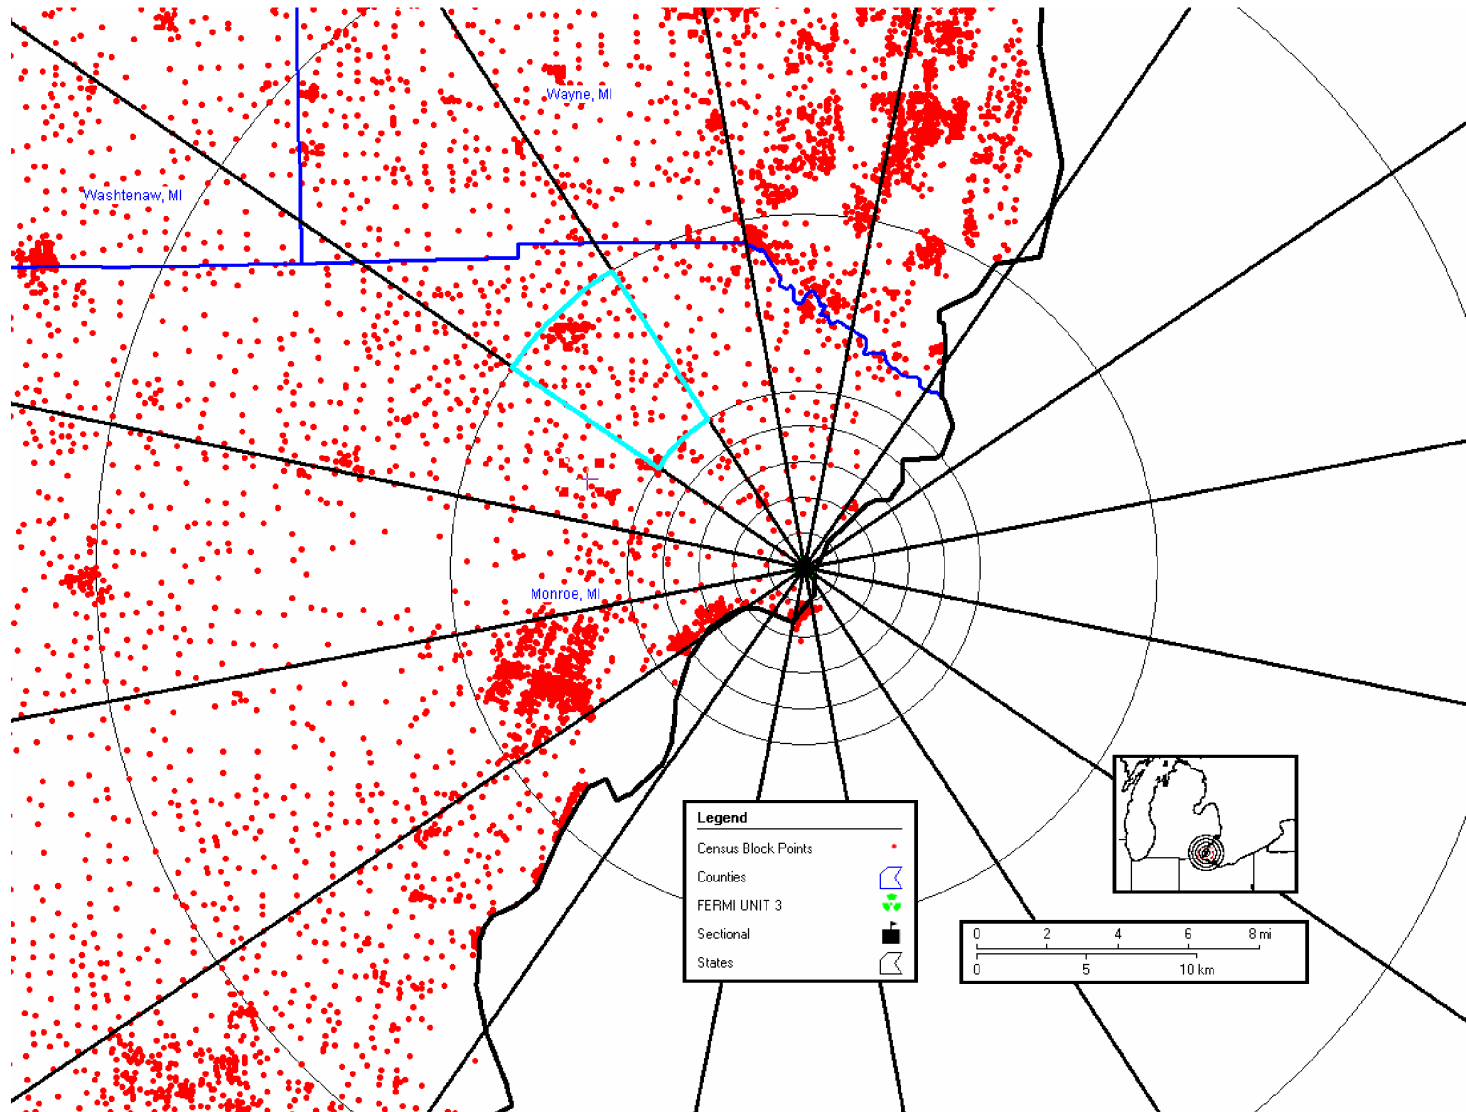 Wayne, MI
Washtenaw, MI
Monroe, MI
Legend
Census Block Points
Counties
FERMI UNIT 3
Sectional
States
0 2 4 6 8 mi
0 5 10 km